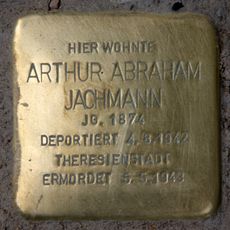 HIER WOHNTE
ARTHUR ABRAHAM
JACHMANN
JG. 1874
DEPORTIERT 4.8.1942
THERESIENSTADT
ERMORDET 5.5.1943